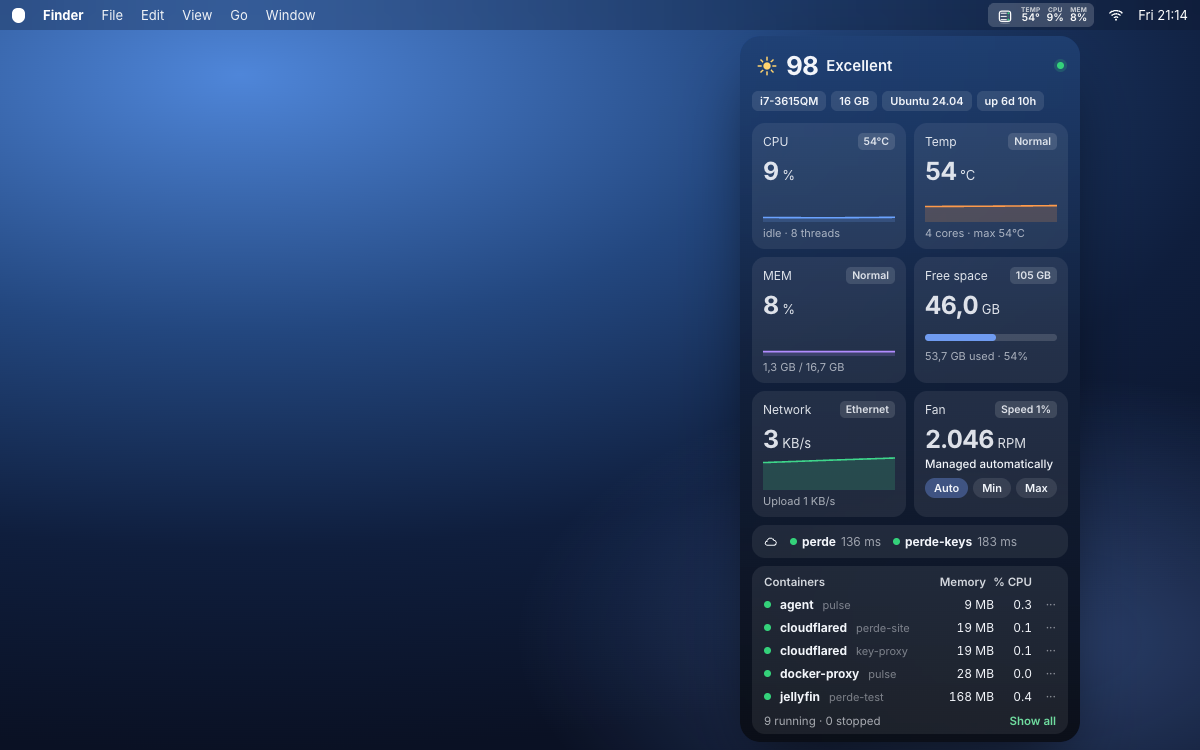 Finder File Edit View Go Window
TEMP 54° CPU 9% MEM 8% Fri 21:14
98 Excellent
i7-3615QM 16 GB Ubuntu 24.04 up 6d 10h
CPU 54°C
9 %
idle · 8 threads
Temp Normal
54 °C
4 cores · max 54°C
MEM Normal
8 %
1,3 GB / 16,7 GB
Free space 105 GB
46,0 GB
53,7 GB used · 54%
Network Ethernet
3 KB/s
Upload 1 KB/s
Fan Speed 1%
2.046 RPM
Managed automatically
Auto Min Max
perde 136 ms perde-keys 183 ms
Containers Memory % CPU
agent pulse 9 MB 0.3 ···
cloudflared perde-site 19 MB 0.1 ···
cloudflared key-proxy 19 MB 0.1 ···
docker-proxy pulse 28 MB 0.0 ···
jellyfin perde-test 168 MB 0.4 ···
9 running · 0 stopped Show all